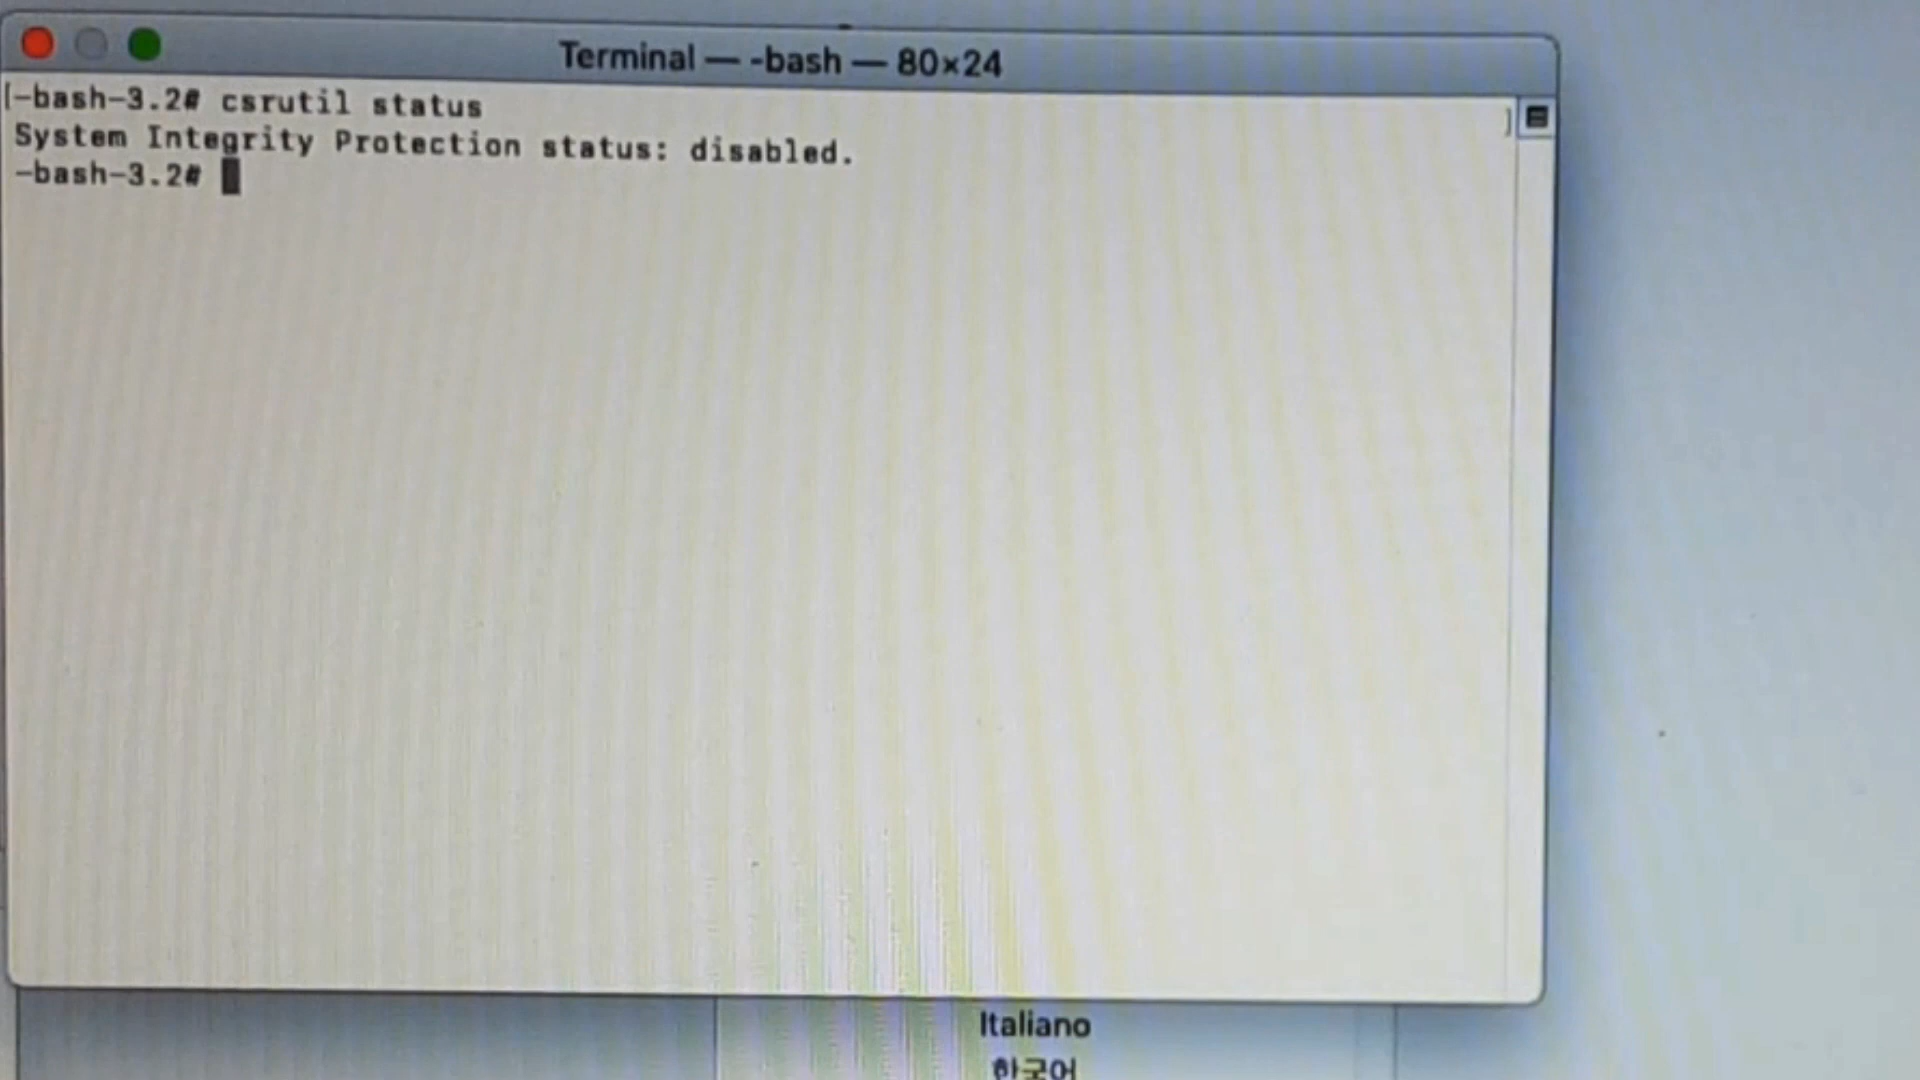 Terminal — -bash — 80×24
[-bash-3.2# csrutil status ]
System Integrity Protection status: disabled.
-bash-3.2#
Italiano
한국어